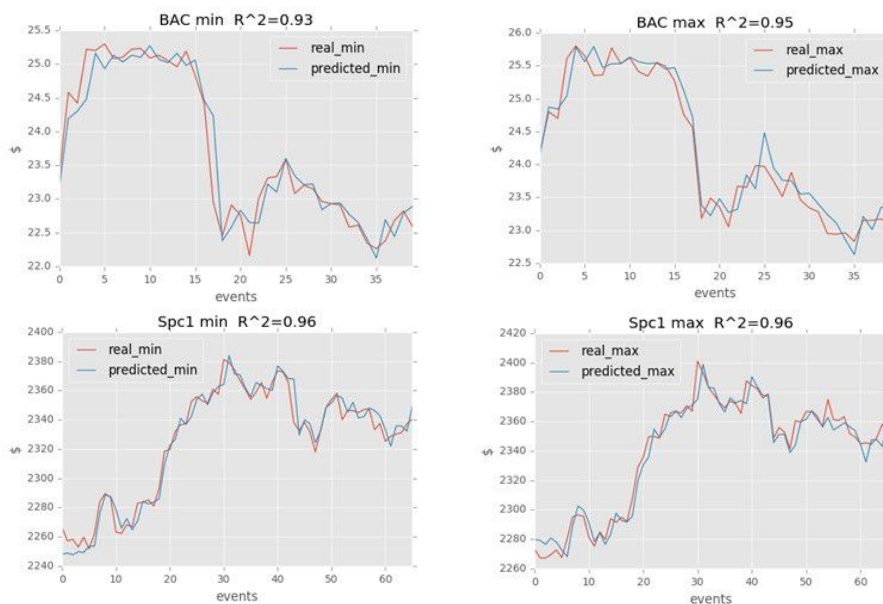 BAC min R^2=0.93
25.5
25.0
24.5
24.0
23.5
23.0
22.5
22.0
$
real_min
predicted_min
0 5 10 15 20 25 30 35
events
BAC max R^2=0.95
26.0
25.5
25.0
24.5
24.0
23.5
23.0
22.5
$
real_max
predicted_max
0 5 10 15 20 25 30 35
events
Spc1 min R^2=0.96
2400
2380
2360
2340
2320
2300
2280
2260
2240
$
real_min
predicted_min
0 10 20 30 40 50 60
events
Spc1 max R^2=0.96
2420
2400
2380
2360
2340
2320
2300
2280
2260
$
real_max
predicted_max
0 10 20 30 40 50 60
events